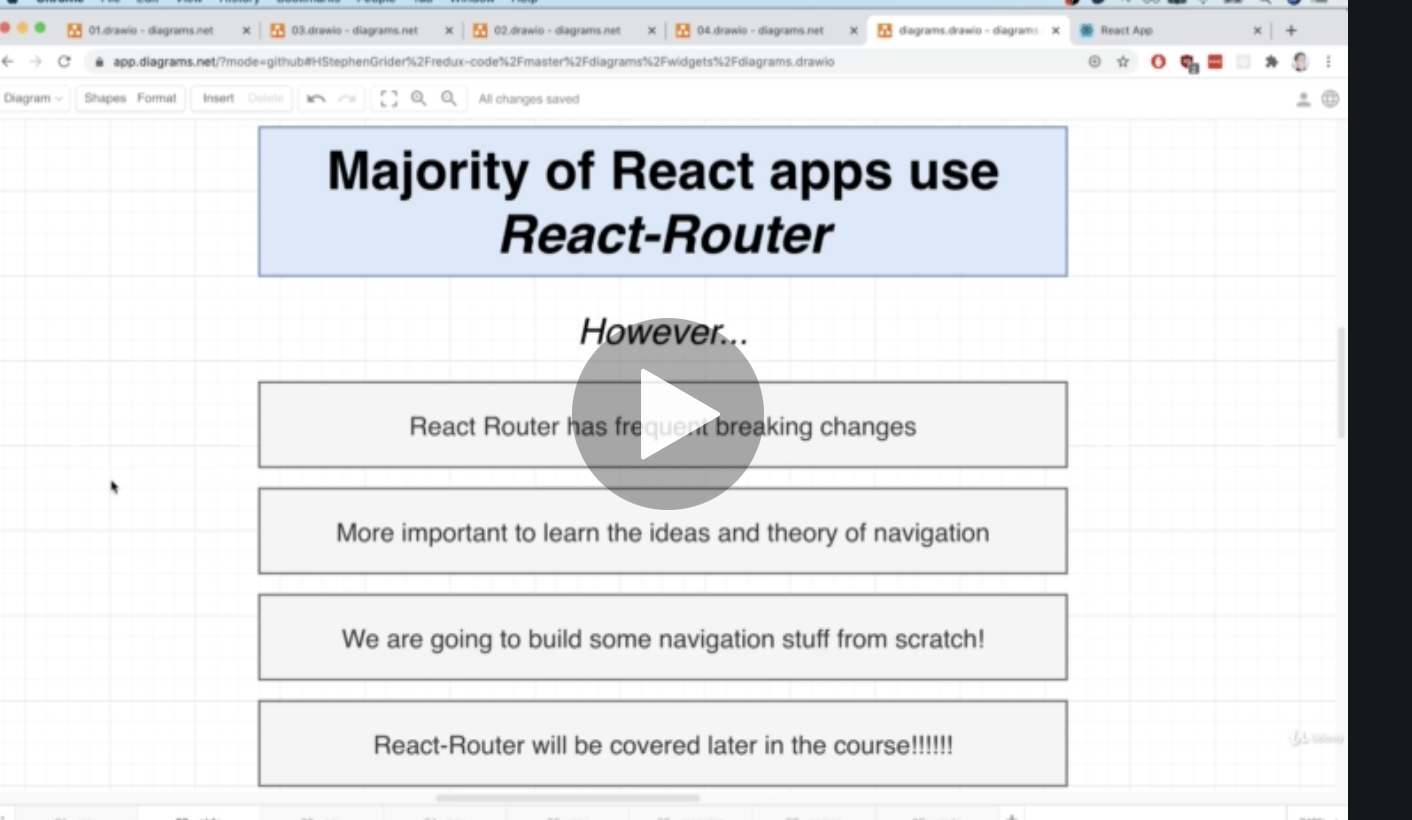 01.drawio - diagrams.net
03.drawio - diagrams.net
02.drawio - diagrams.net
04.drawio - diagrams.net
diagrams.drawio - diagrams.
React App
app.diagrams.net/?mode=github#HStephenGrider%2Fredux-code%2Fmaster%2Fdiagrams%2Fwidgets%2Fdiagrams.drawio
Diagram
Shapes
Format
Insert
Delete
All changes saved
Majority of React apps use
React-Router
However...
React Router has frequent breaking changes
More important to learn the ideas and theory of navigation
We are going to build some navigation stuff from scratch!
React-Router will be covered later in the course!!!!!!
Udemy